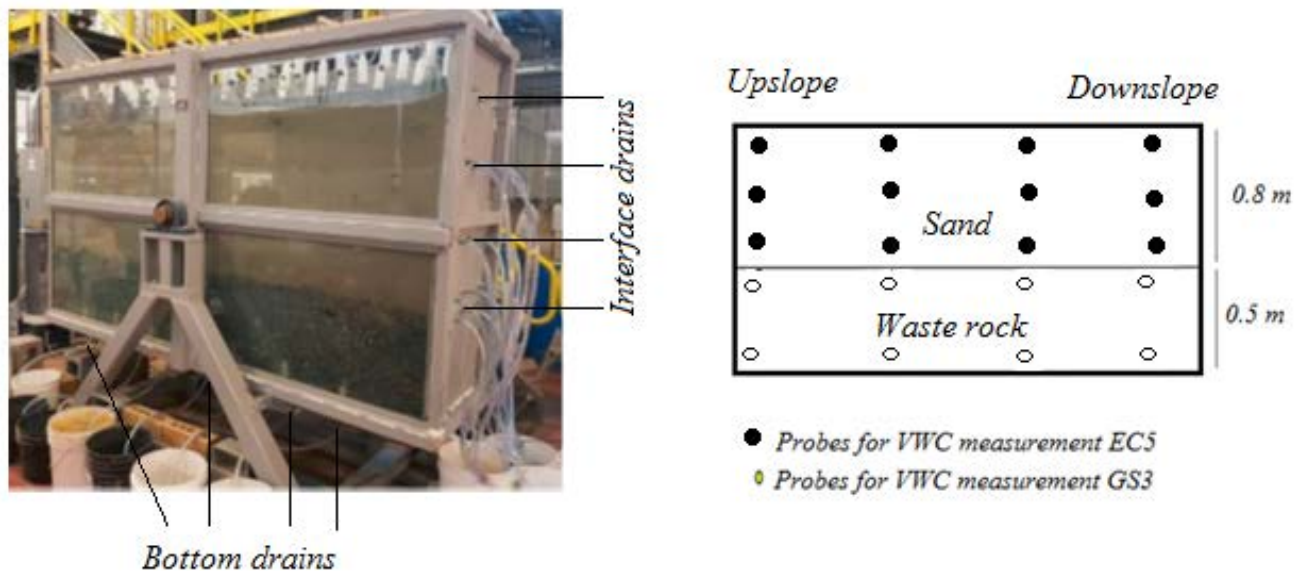 Interface drains
Bottom drains
Upslope
Downslope
Sand
0.8 m
Waste rock
0.5 m
Probes for VWC measurement EC5
Probes for VWC measurement GS3